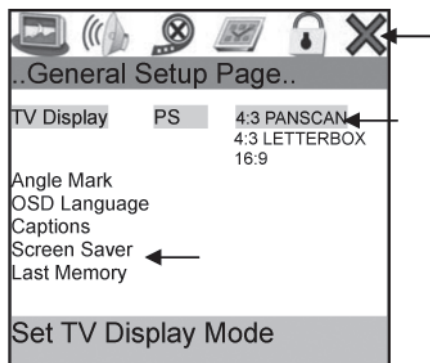 ..General Setup Page..
TV Display PS 4:3 PANSCAN
4:3 LETTERBOX
16:9
Angle Mark
OSD Language
Captions
Screen Saver
Last Memory
Set TV Display Mode